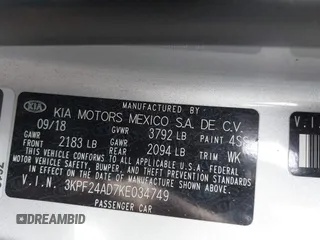 MANUFACTURED BY
KIA KIA MOTORS MEXICO S.A. DE C.V.
09/18 GVWR 3792 LB PAINT 4SS
GAWR FRONT 2183 LB GAWR REAR 2094 LB TRIM WK
THIS VEHICLE CONFORMS TO ALL APPLICABLE U.S. FEDERAL
MOTOR VEHICLE SAFETY, BUMPER, AND THEFT PREVENTION
STANDARDS IN EFFECT ON THE DATE OF MANUFACTURE SHOWN ABOVE.
V.I.N. 3KPF24AD7KE034749
PASSENGER CAR
V.I.N.
DREAMBID